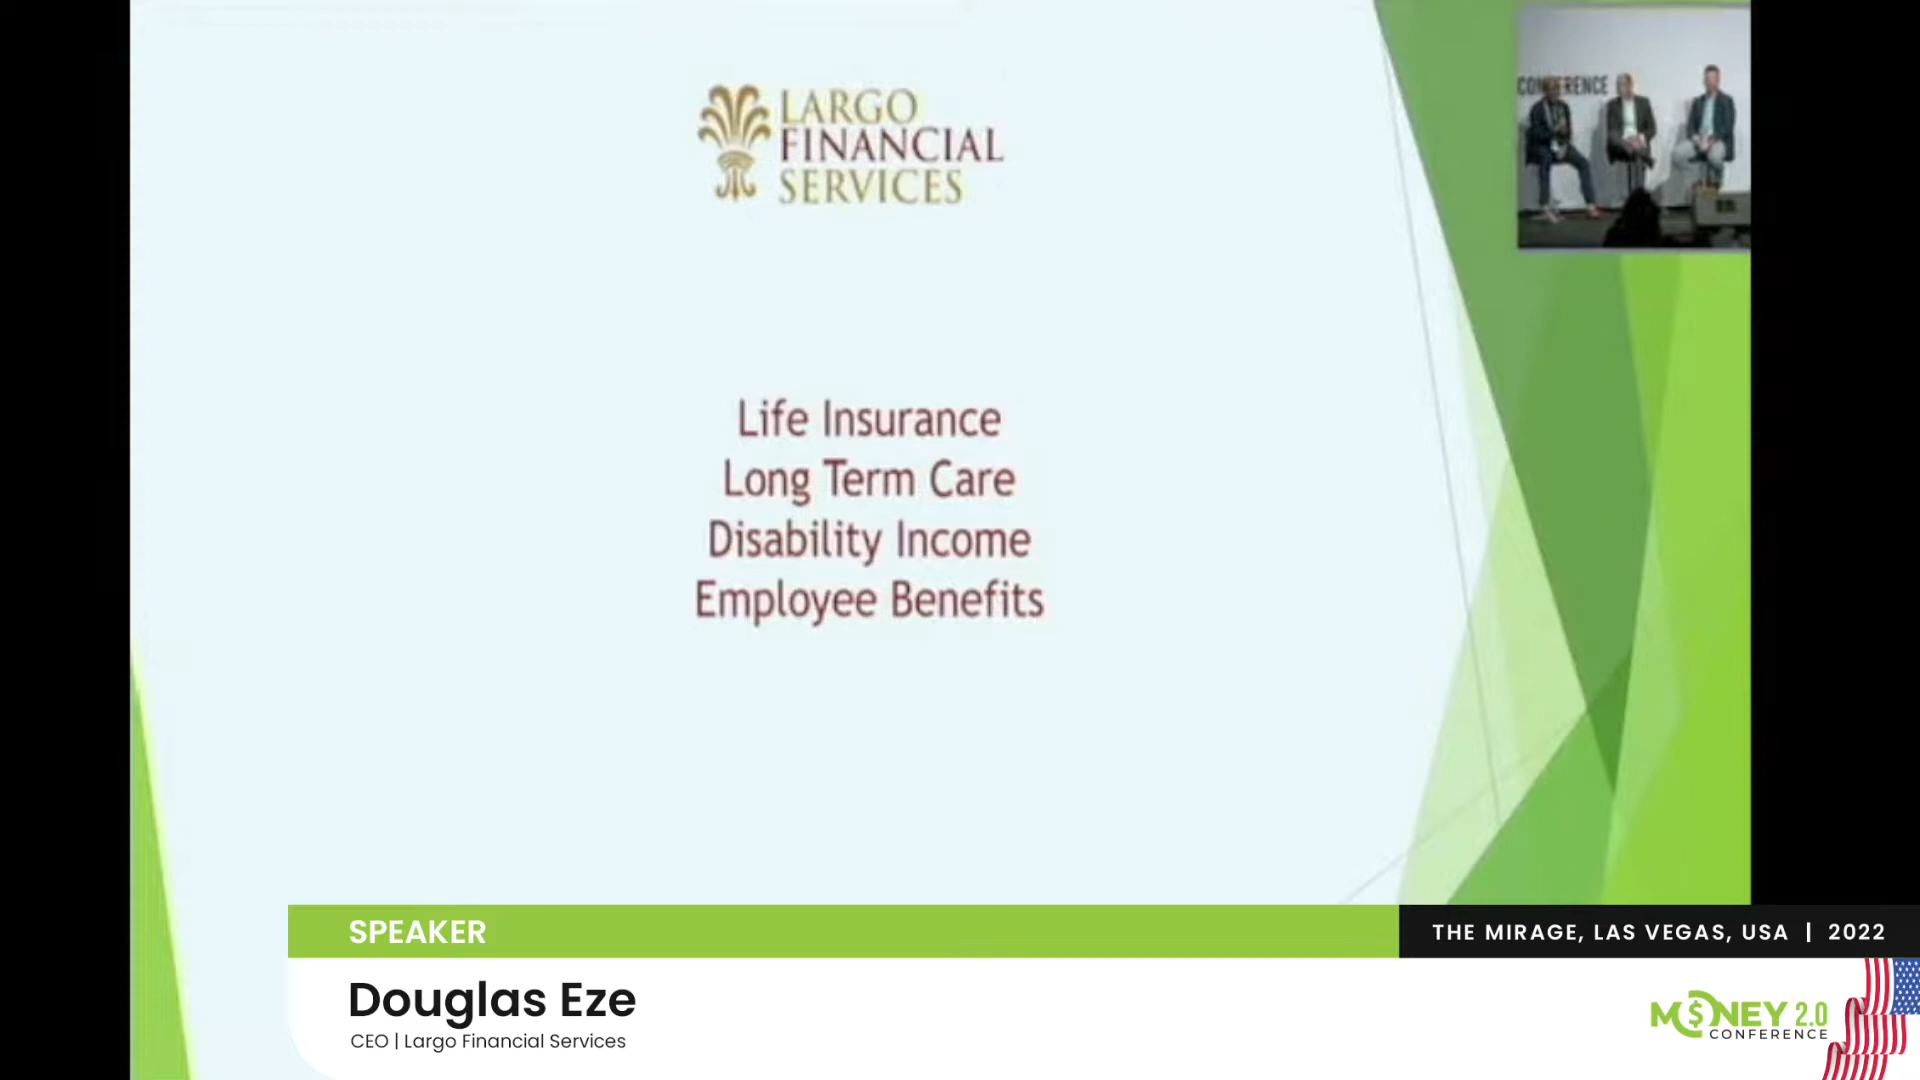 LARGO
FINANCIAL
SERVICES
CONFERENCE
Life Insurance
Long Term Care
Disability Income
Employee Benefits
SPEAKER
THE MIRAGE, LAS VEGAS, USA | 2022
Douglas Eze
CEO | Largo Financial Services
MONEY 2.0
CONFERENCE